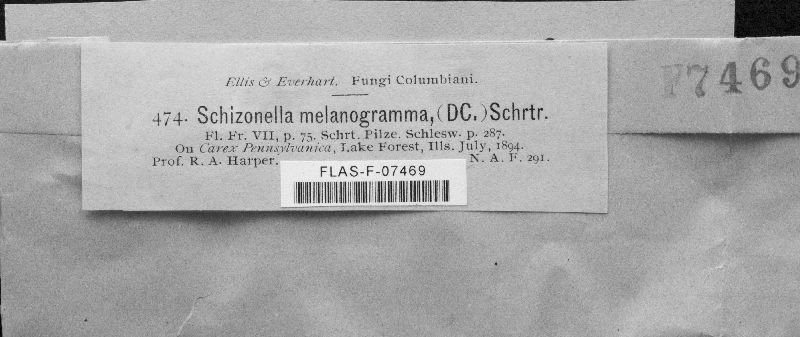 Ellis & Everhart. Fungi Columbiani.
474. Schizonella melanogramma, (DC.) Schrtr.
Fl. Fr. VII, p. 75. Schrt. Pilze. Schlesw. p. 287.
On Carex Pennsylvanica, Lake Forest, Ills. July, 1894.
Prof. R. A. Harper. N. A. F. 291.
FLAS-F-07469
F7469